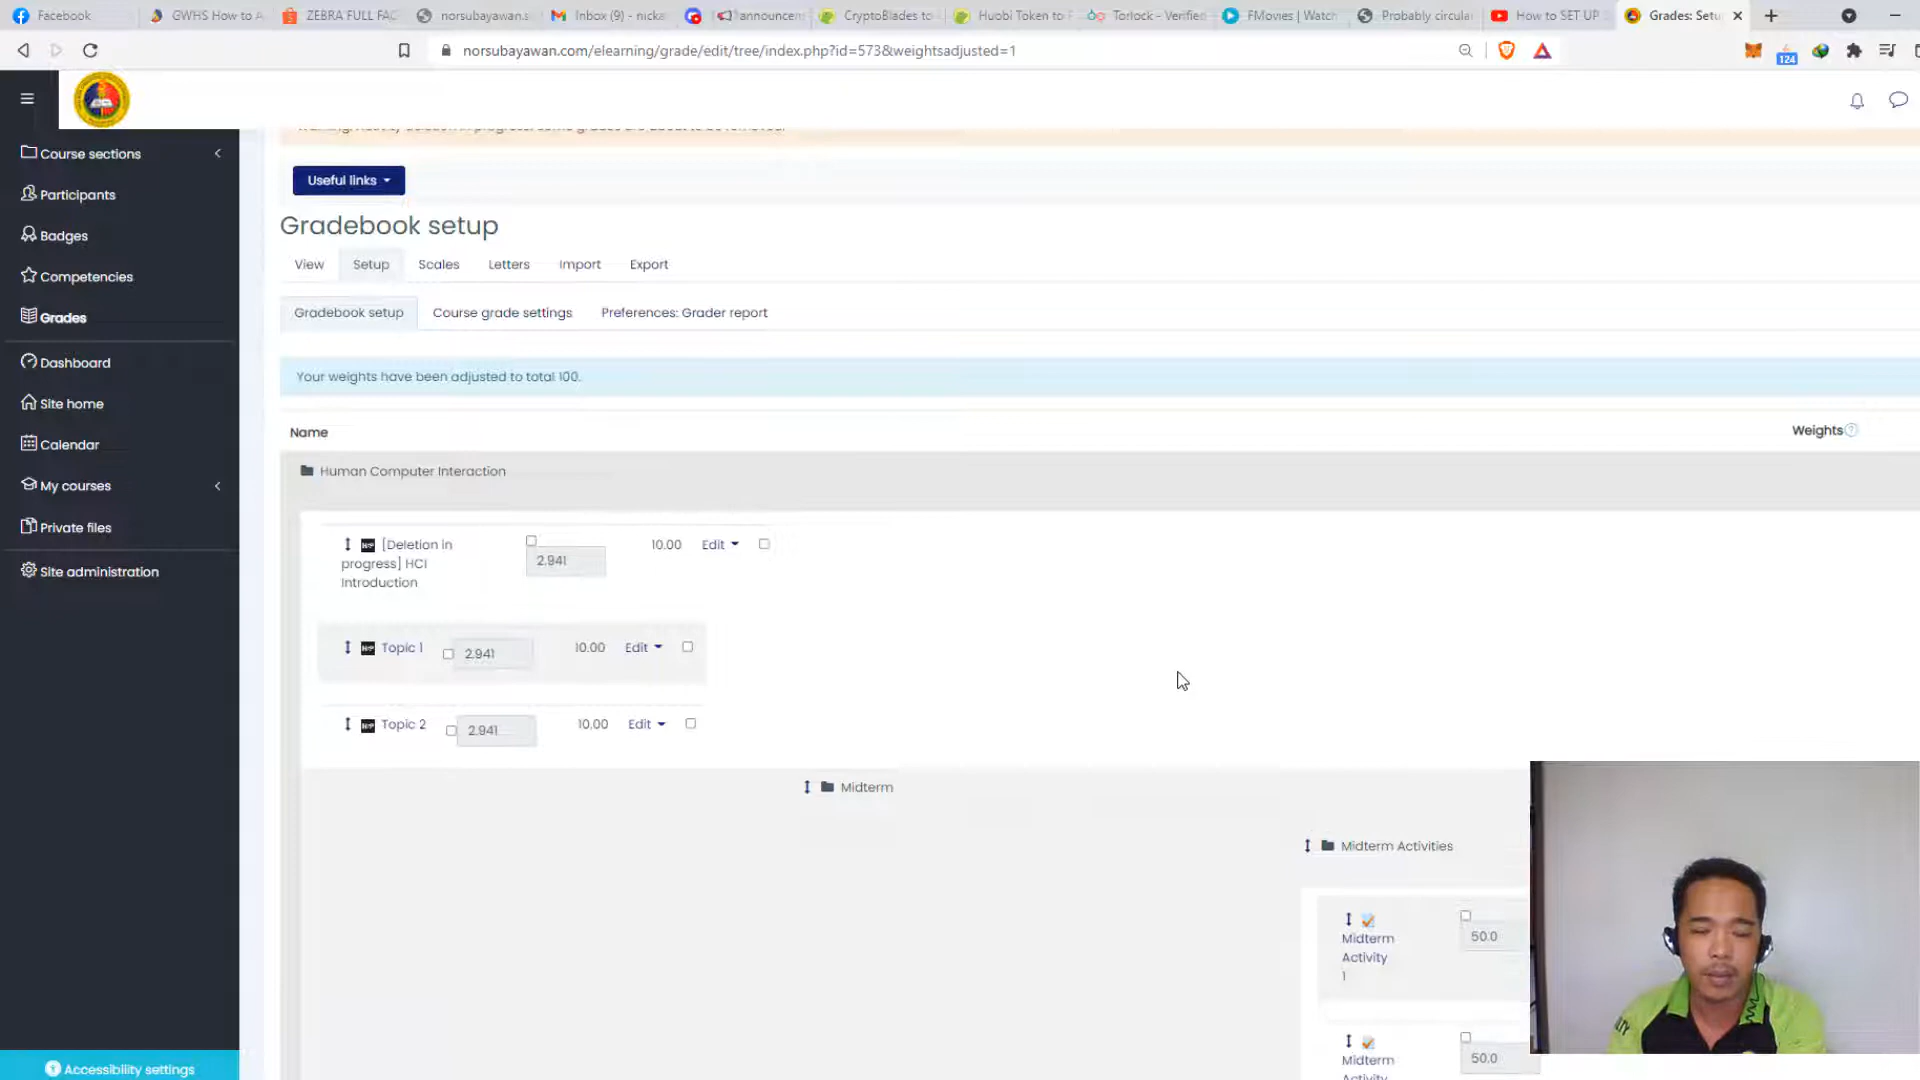 Facebook
GWHS How to A
ZEBRA FULL FAC
norsubayawan.s
Inbox (9) - nicka
announcem
CryptoBlades to
Huobi Token to F
Torlock - Verified
FMovies | Watch
Probably circular
How to SET UP
Grades: Setu
norsubayawan.com/elearning/grade/edit/tree/index.php?id=573&weightsadjusted=1
124
Course sections
Participants
Badges
Competencies
Grades
Dashboard
Site home
Calendar
My courses
Private files
Site administration
Accessibility settings
Useful links
Gradebook setup
View
Setup
Scales
Letters
Import
Export
Gradebook setup
Course grade settings
Preferences: Grader report
Your weights have been adjusted to total 100.
Name
Weights
Human Computer Interaction
[Deletion in
progress] HCI
Introduction
2.941
10.00
Edit
Topic 1
2.941
10.00
Edit
Topic 2
2.941
10.00
Edit
Midterm
Midterm Activities
Midterm
Activity
1
50.0
Midterm
50.0